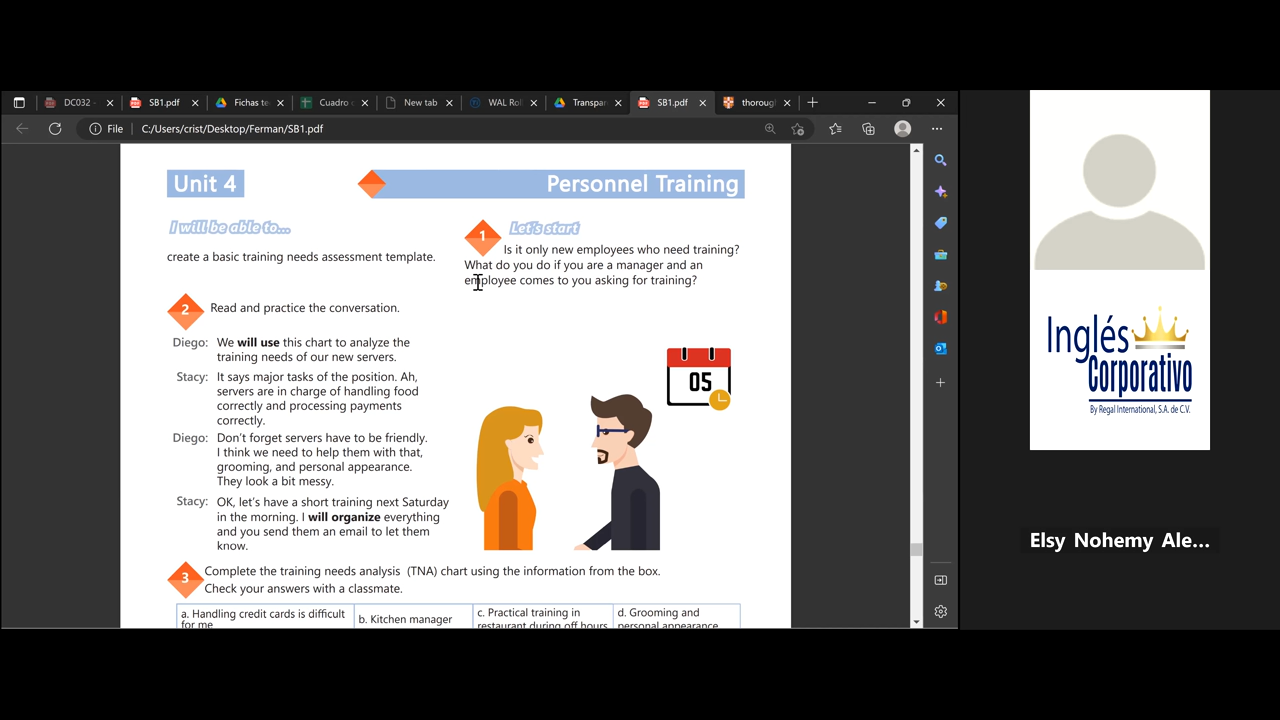 DC032 -
SB1.pdf
Fichas te
Cuadro
New tab
WAL Rol
Transpar
SB1.pdf
thoroug
File
C:/Users/crist/Desktop/Ferman/SB1.pdf
Unit 4
Personnel Training
I will be able to...
create a basic training needs assessment template.
1
Let's start
Is it only new employees who need training?
What do you do if you are a manager and an
employee comes to you asking for training?
2
Read and practice the conversation.
Diego: We will use this chart to analyze the
training needs of our new servers.
Stacy: It says major tasks of the position. Ah,
servers are in charge of handling food
correctly and processing payments
correctly.
Diego: Don't forget servers have to be friendly.
I think we need to help them with that,
grooming, and personal appearance.
They look a bit messy.
Stacy: OK, let's have a short training next Saturday
in the morning. I will organize everything
and you send them an email to let them
know.
05
3
Complete the training needs analysis (TNA) chart using the information from the box.
Check your answers with a classmate.
a. Handling credit cards is difficult
for me
b. Kitchen manager
c. Practical training in
restaurant during off hours
d. Grooming and
personal appearance
Inglés
Corporativo
By Regal International, S.A. de C.V.
Elsy Nohemy Ale...